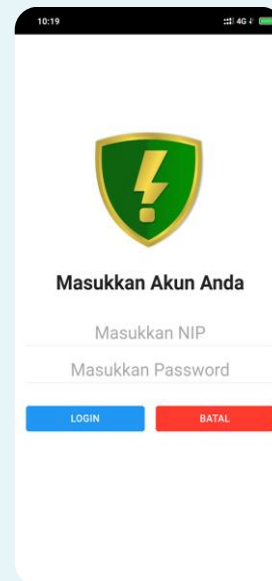 10:19 4G
Masukkan Akun Anda
Masukkan NIP
Masukkan Password
LOGIN BATAL